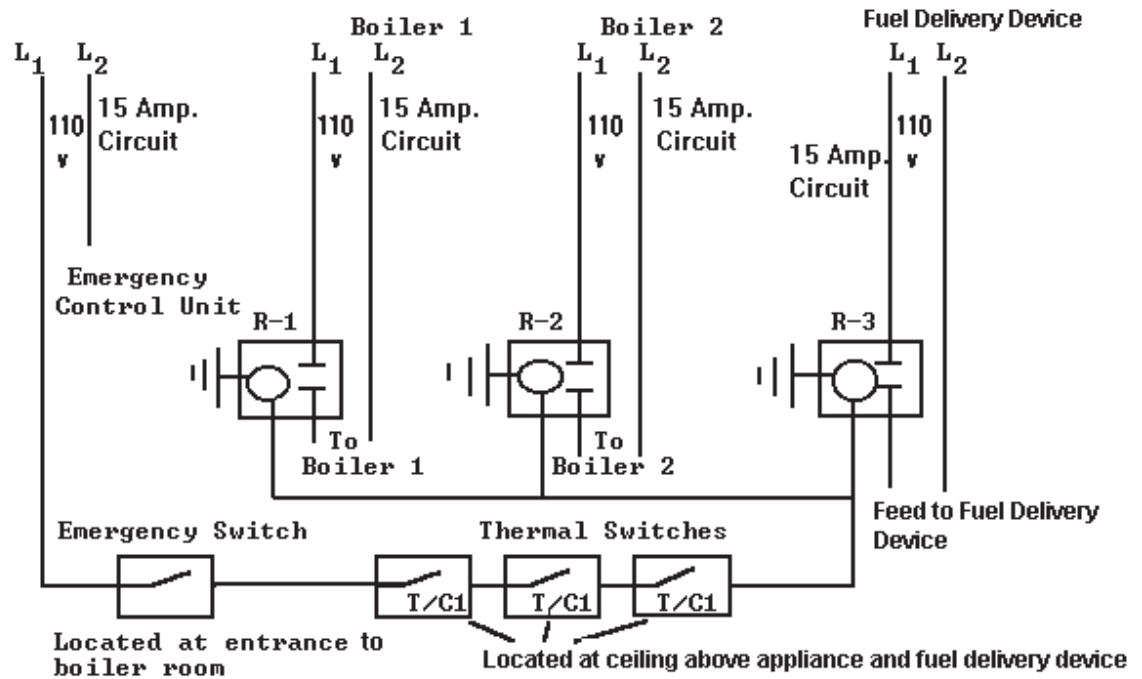 Boiler 1
Boiler 2
Fuel Delivery Device
L1 L2
L1 L2
L1 L2
L1 L2
110 v
15 Amp. Circuit
110 v
15 Amp. Circuit
110 v
15 Amp. Circuit
15 Amp. Circuit
110 v
Emergency
Control Unit
R-1
R-2
R-3
To
Boiler 1
To
Boiler 2
Feed to Fuel Delivery
Device
Emergency Switch
Thermal Switches
T/C1
T/C1
T/C1
Located at entrance to
boiler room
Located at ceiling above appliance and fuel delivery device